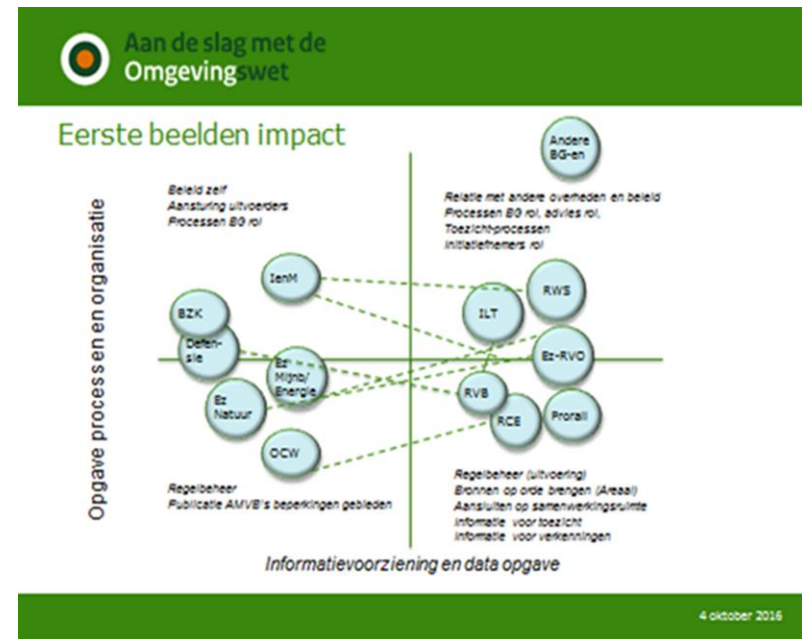 Aan de slag met de
Omgevingswet
Eerste beelden impact
Andere
BG-en
Beleid zelf
Aansturing uitvoerders
Processen BG rol
Relatie met andere overheden en beleid
Processen BG rol, advies rol,
Toezicht-processen
Initiatiefnemers rol
Opgave processen en organisatie
IenM
RWS
BZK
ILT
Defen-
sie
Ez-RVO
Ez
Mijnb/
Energie
Ez
Natuur
RVB
RCE
Prorail
OCW
Regelbeheer
Publicatie AMVB's beperkingen gebieden
Regelbeheer (uitvoering)
Bronnen op orde brengen (Areaal)
Aansluiten op samenwerkingsruimte
Informatie voor toezicht
Informatie voor verkenningen
Informatievoorziening en data opgave
4 oktober 2016